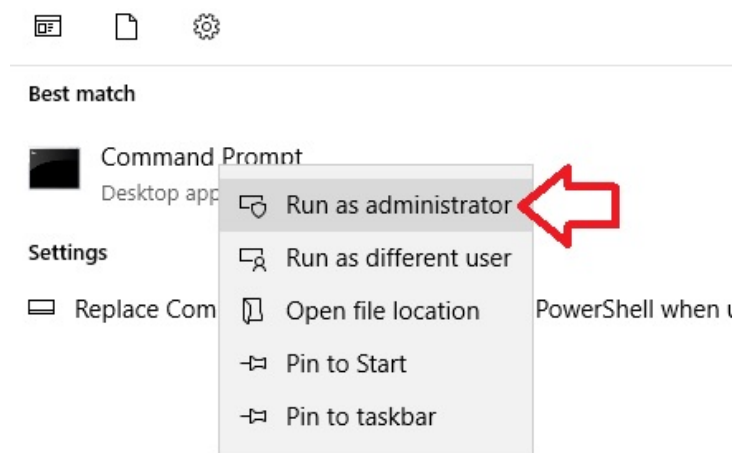 Best match
Command Prompt
Desktop app
Run as administrator
Settings
Run as different user
Replace Com PowerShell when
Open file location
Pin to Start
Pin to taskbar